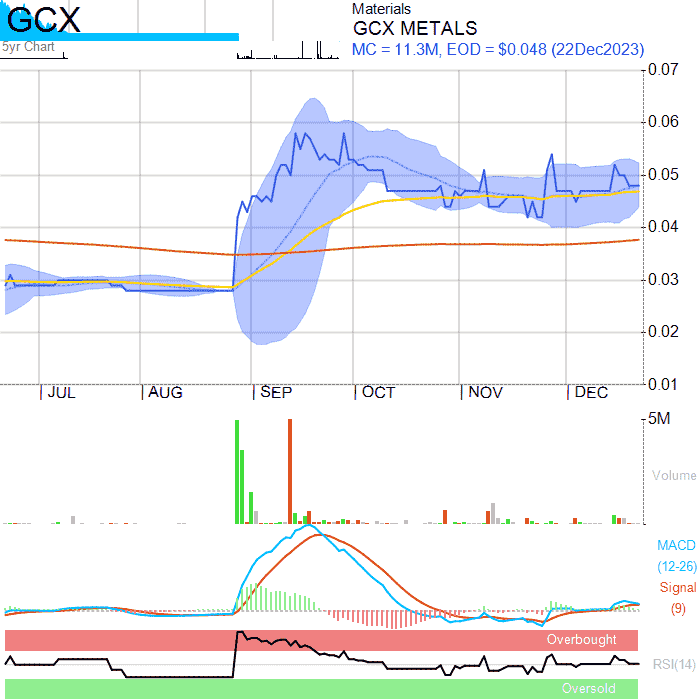 GCX
5yr Chart
Materials
GCX METALS
MC = 11.3M, EOD = $0.048 (22Dec2023)
0.07
0.06
0.05
0.04
0.03
0.02
0.01
JUL AUG SEP OCT NOV DEC
5M
Volume
MACD
(12-26)
Signal
(9)
Overbought
RSI(14)
Oversold